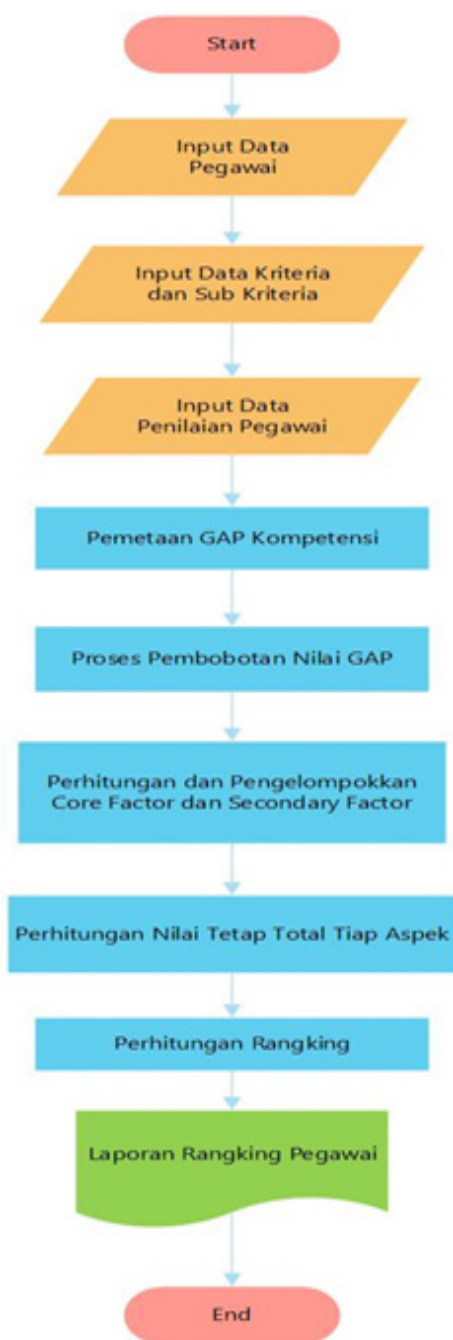 Start
Input Data
Pegawai
Input Data Kriteria
dan Sub Kriteria
Input Data
Penilaian Pegawai
Pemetaan GAP Kompetensi
Proses Pembobotan Nilai GAP
Perhitungan dan Pengelompokkan
Core Factor dan Secondary Factor
Perhitungan Nilai Tetap Total Tiap Aspek
Perhitungan Rangking
Laporan Rangking Pegawai
End